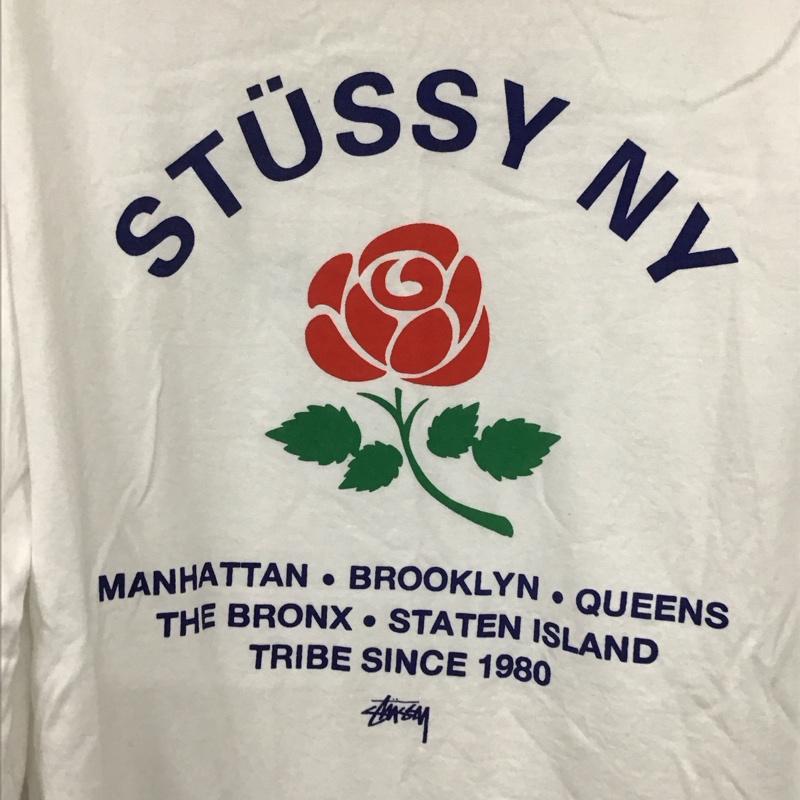 STÜSSY NY
MANHATTAN • BROOKLYN • QUEENS
THE BRONX • STATEN ISLAND
TRIBE SINCE 1980
Stüssy